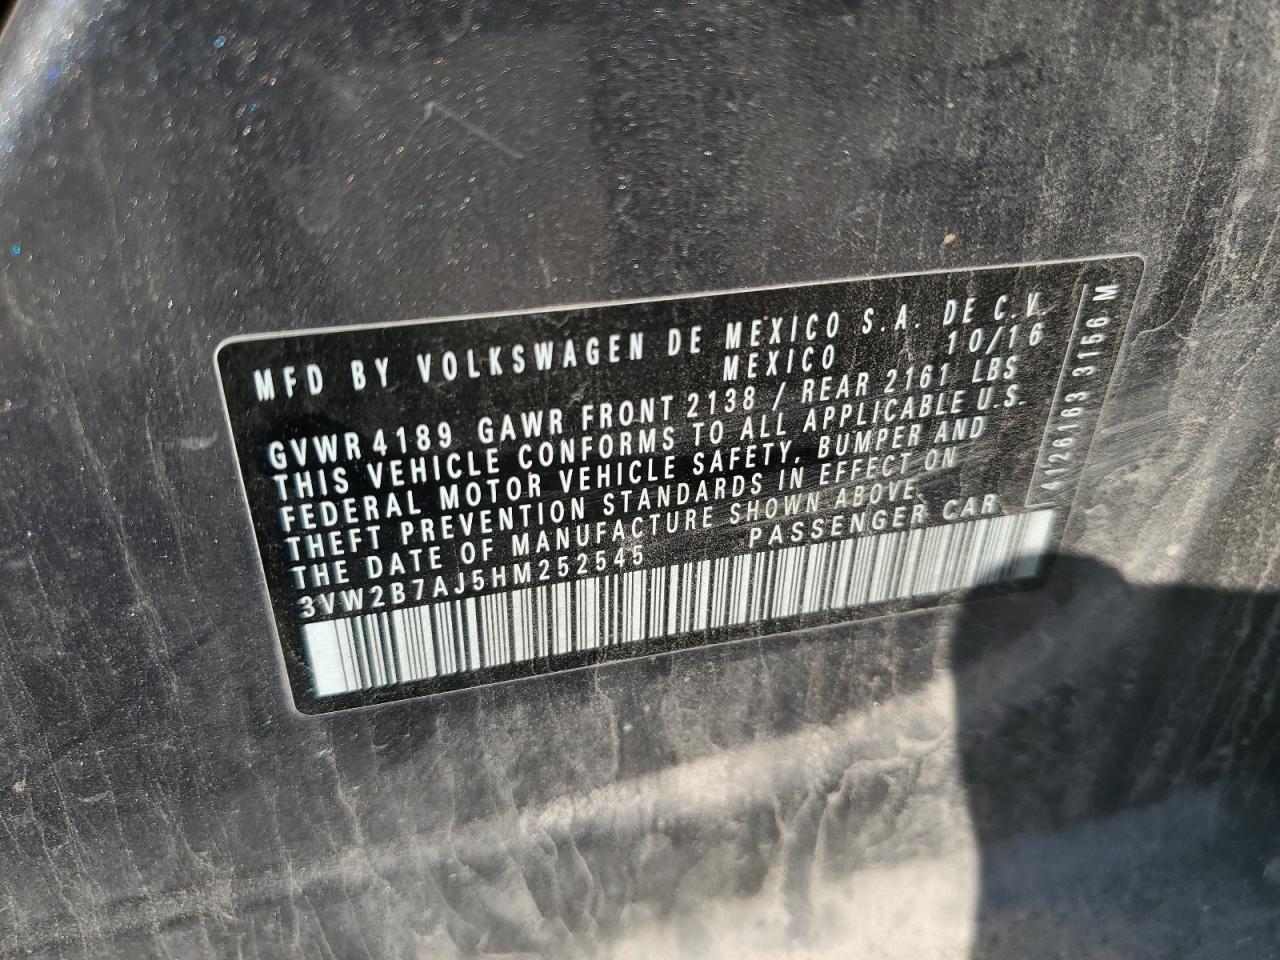 MFD BY VOLKSWAGEN DE MEXICO S.A. DE C.V.
MEXICO 10/16
GVWR 4189 GAWR FRONT 2138 / REAR 2161 LBS
THIS VEHICLE CONFORMS TO ALL APPLICABLE U.S.
FEDERAL MOTOR VEHICLE SAFETY, BUMPER AND
THEFT PREVENTION STANDARDS IN EFFECT ON
THE DATE OF MANUFACTURE SHOWN ABOVE.
3VW2B7AJ5HM252545 PASSENGER CAR
4126163 3156 M